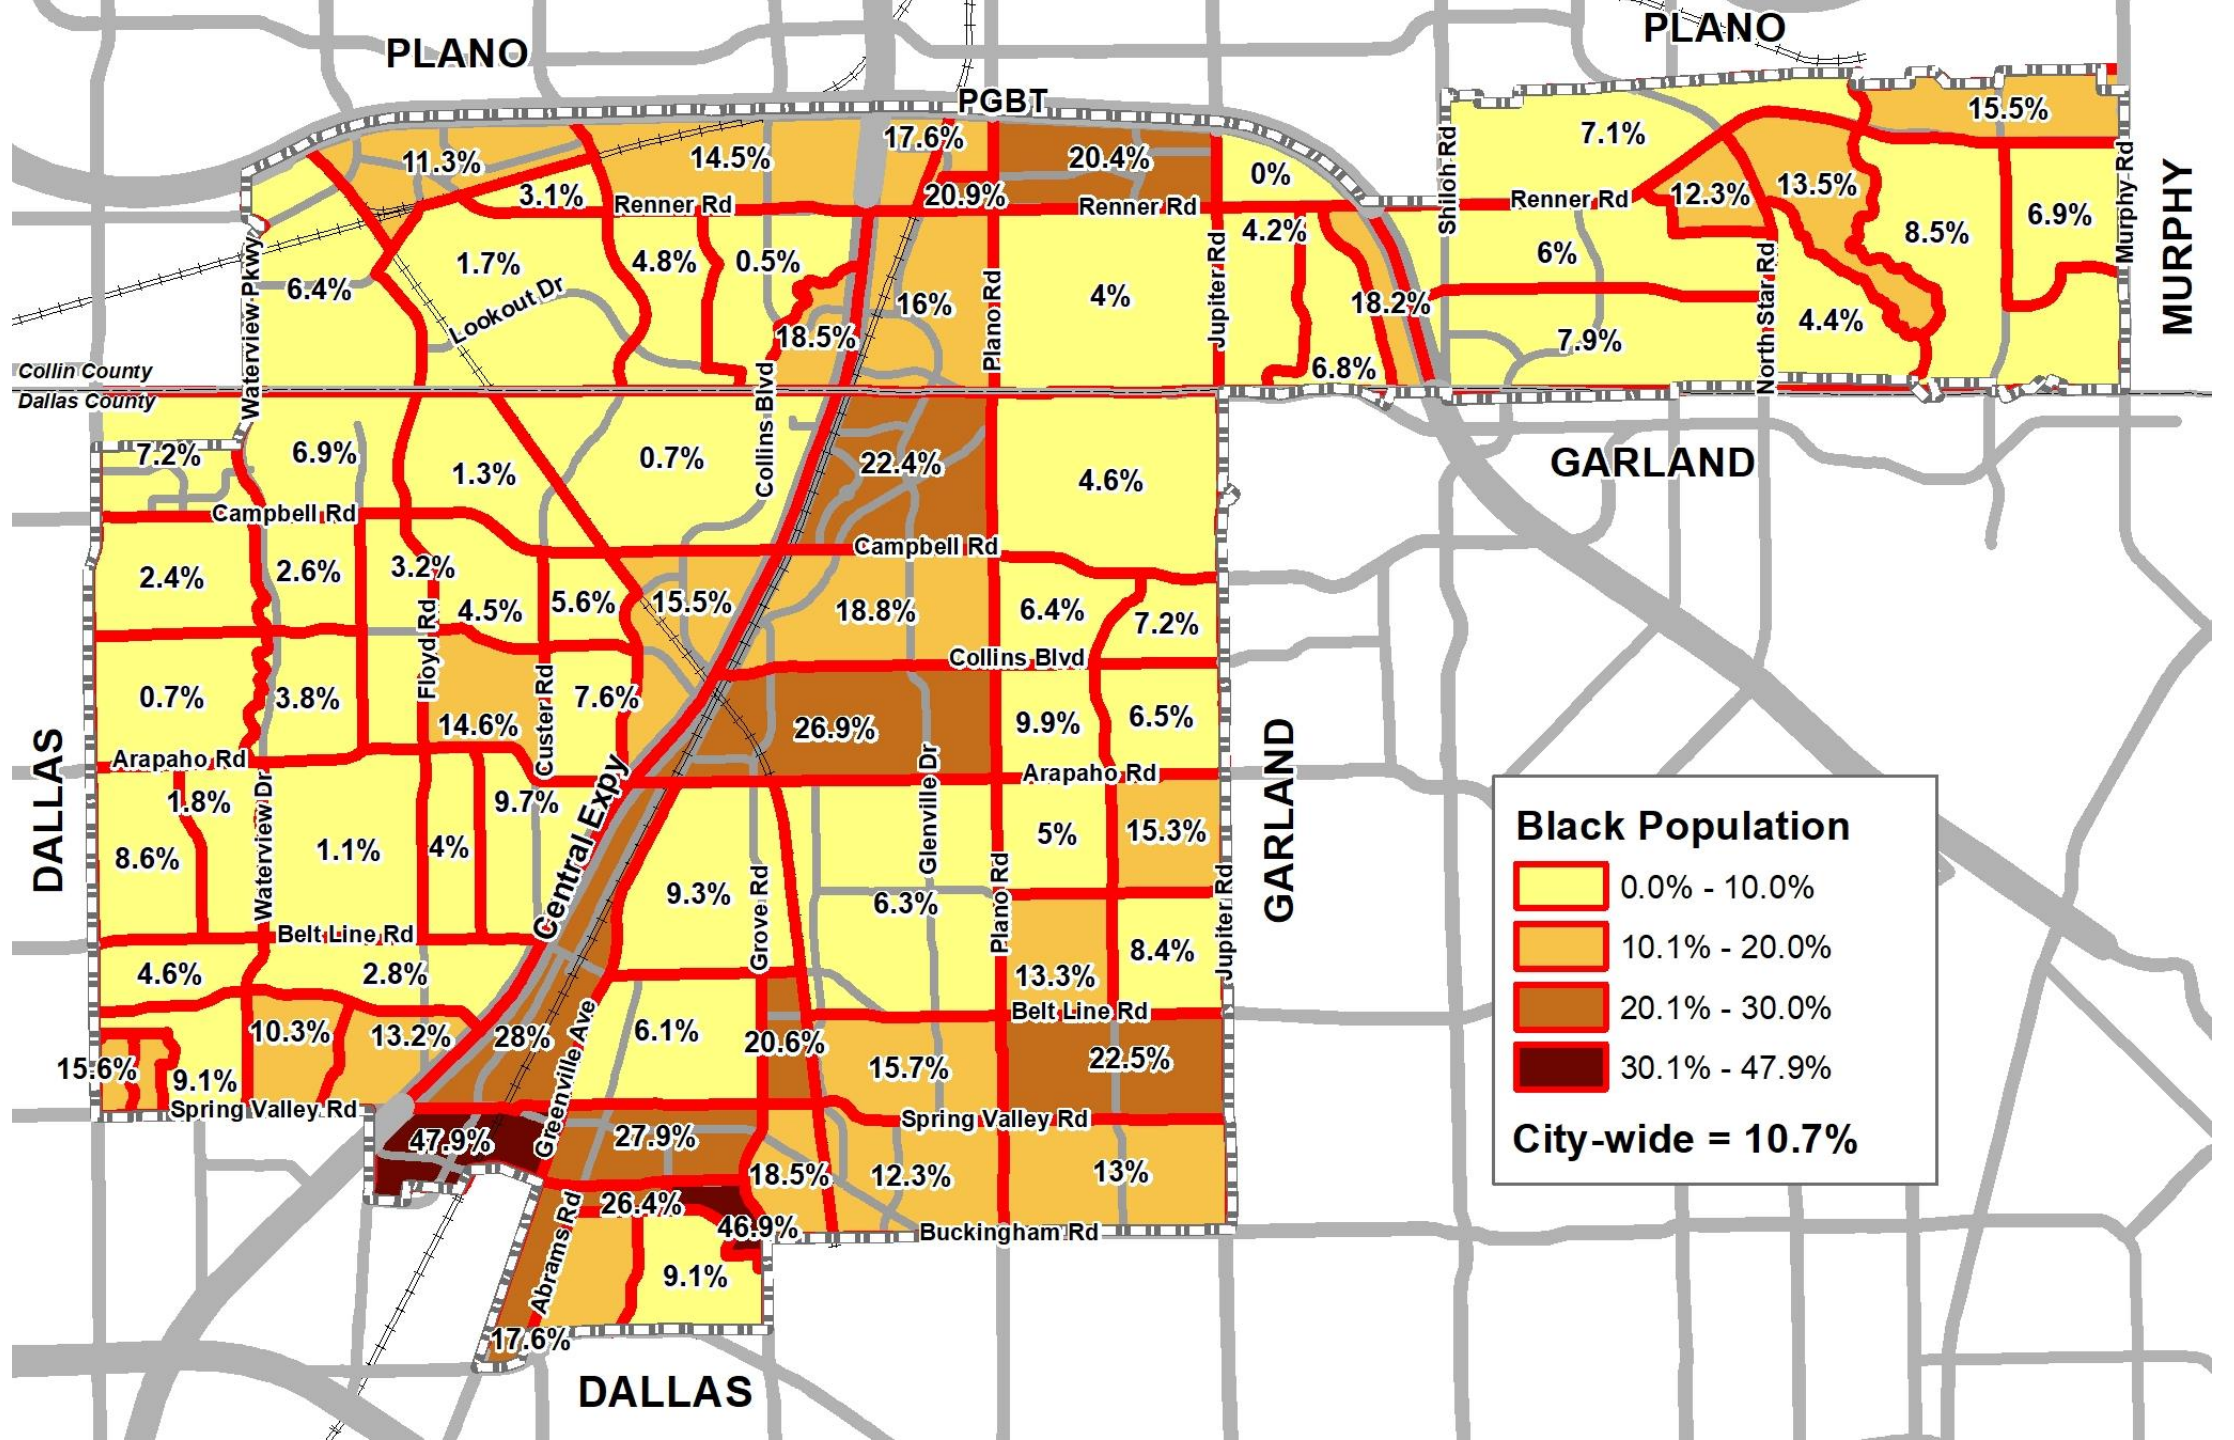 PLANO
PLANO
PGBT
15.5%
7.1%
17.6%
11.3%
14.5%
20.4%
0%
3.1%
20.9%
12.3%
13.5%
Renner Rd
Renner Rd
Renner Rd
Shiloh Rd
Murphy Rd
MURPHY
6.9%
8.5%
4.2%
6%
1.7%
4.8%
0.5%
6.4%
4%
16%
18.2%
Waterview Pkwy
Lookout Dr
Plano Rd
Jupiter Rd
North Star Rd
18.5%
4.4%
7.9%
6.8%
Collin County
Dallas County
Collins Blvd
7.2%
6.9%
1.3%
0.7%
22.4%
4.6%
GARLAND
Campbell Rd
Campbell Rd
2.4%
2.6%
3.2%
4.5%
5.6%
15.5%
18.8%
6.4%
7.2%
Floyd Rd
Collins Blvd
0.7%
3.8%
14.6%
Custer Rd
7.6%
26.9%
9.9%
6.5%
Arapaho Rd
Arapaho Rd
DALLAS
GARLAND
1.8%
9.7%
Central Expy
Glenville Dr
8.6%
Waterview Dr
1.1%
4%
5%
15.3%
9.3%
Grove Rd
6.3%
Plano Rd
Jupiter Rd
Belt Line Rd
4.6%
2.8%
13.3%
8.4%
Belt Line Rd
10.3%
13.2%
28%
Greenville Ave
6.1%
20.6%
15.7%
22.5%
15.6%
9.1%
Spring Valley Rd
Spring Valley Rd
47.9%
27.9%
18.5%
12.3%
13%
26.4%
46.9%
Buckingham Rd
Abrams Rd
9.1%
17.6%
DALLAS
Black Population
0.0% - 10.0%
10.1% - 20.0%
20.1% - 30.0%
30.1% - 47.9%
City-wide = 10.7%